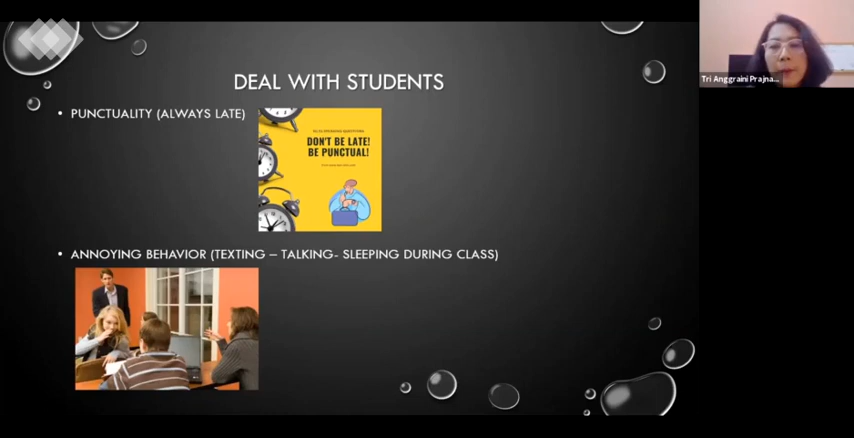 DEAL WITH STUDENTS
• PUNCTUALITY (ALWAYS LATE)
DON'T BE LATE!
BE PUNCTUAL!
• ANNOYING BEHAVIOR (TEXTING – TALKING- SLEEPING DURING CLASS)
Tri Anggraini Prajna...